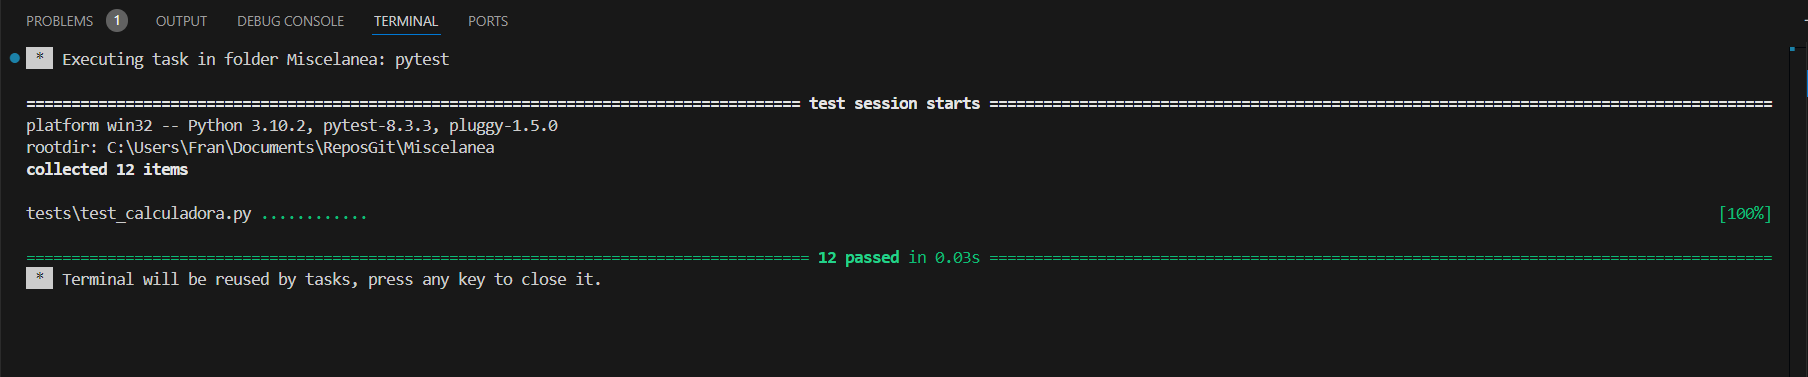 PROBLEMS 1 OUTPUT DEBUG CONSOLE TERMINAL PORTS
* Executing task in folder Miscelanea: pytest
====================================================================================== test session starts =======================================================================================
platform win32 -- Python 3.10.2, pytest-8.3.3, pluggy-1.5.0
rootdir: C:\Users\Fran\Documents\ReposGit\Miscelanea
collected 12 items
tests\test_calculadora.py ............ [100%]
======================================================================================= 12 passed in 0.03s =======================================================================================
* Terminal will be reused by tasks, press any key to close it.